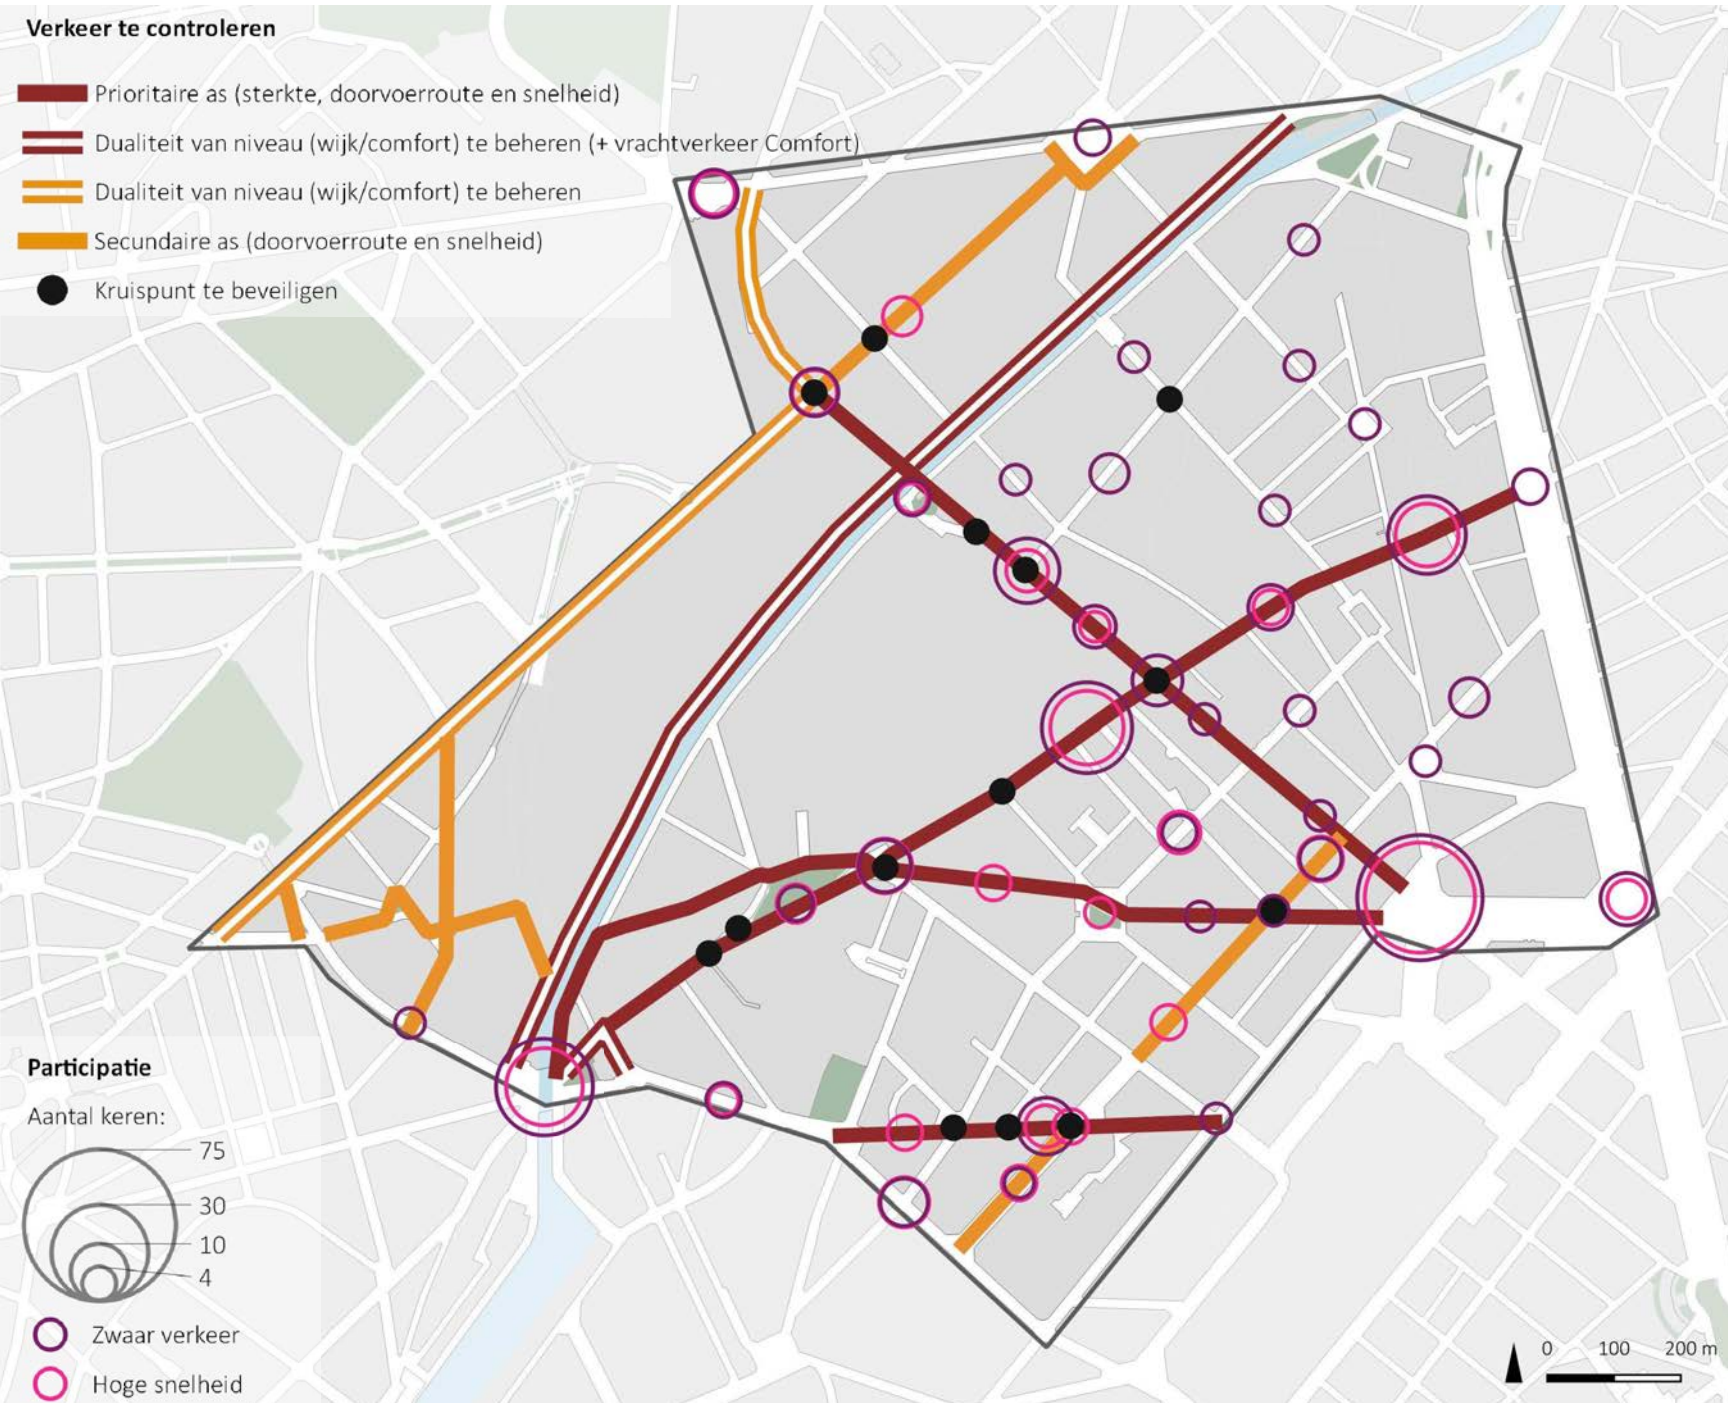 Verkeer te controleren
Prioritaire as (sterkte, doorvoerroute en snelheid)
Dualiteit van niveau (wijk/comfort) te beheren (+ vrachtverkeer Comfort)
Dualiteit van niveau (wijk/comfort) te beheren
Secundaire as (doorvoerroute en snelheid)
Kruispunt te beveiligen
Participatie
Aantal keren:
75
30
10
4
Zwaar verkeer
Hoge snelheid
0 100 200 m